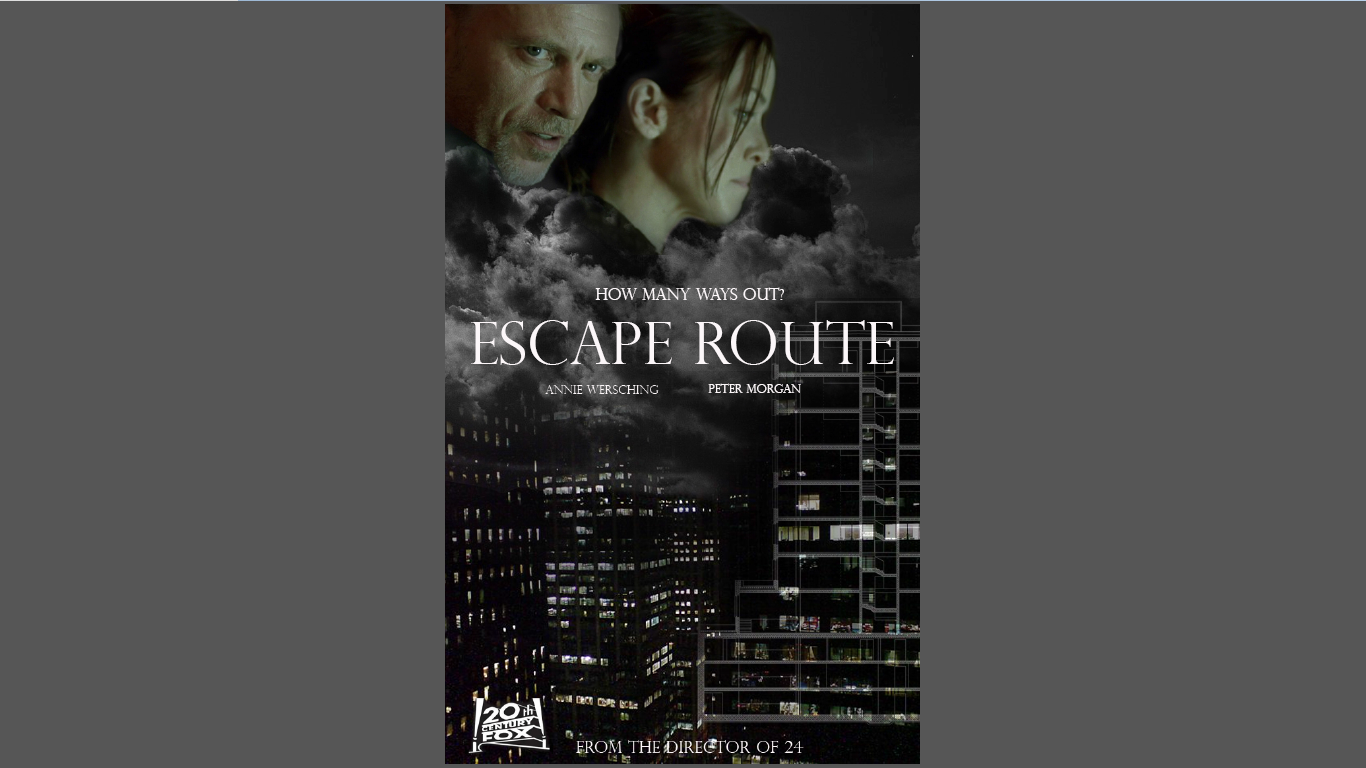 HOW MANY WAYS OUT?
ESCAPE ROUTE
ANNIE WERSCHING PETER MORGAN
20th
CENTURY
FOX
FROM THE DIRECTOR OF 24